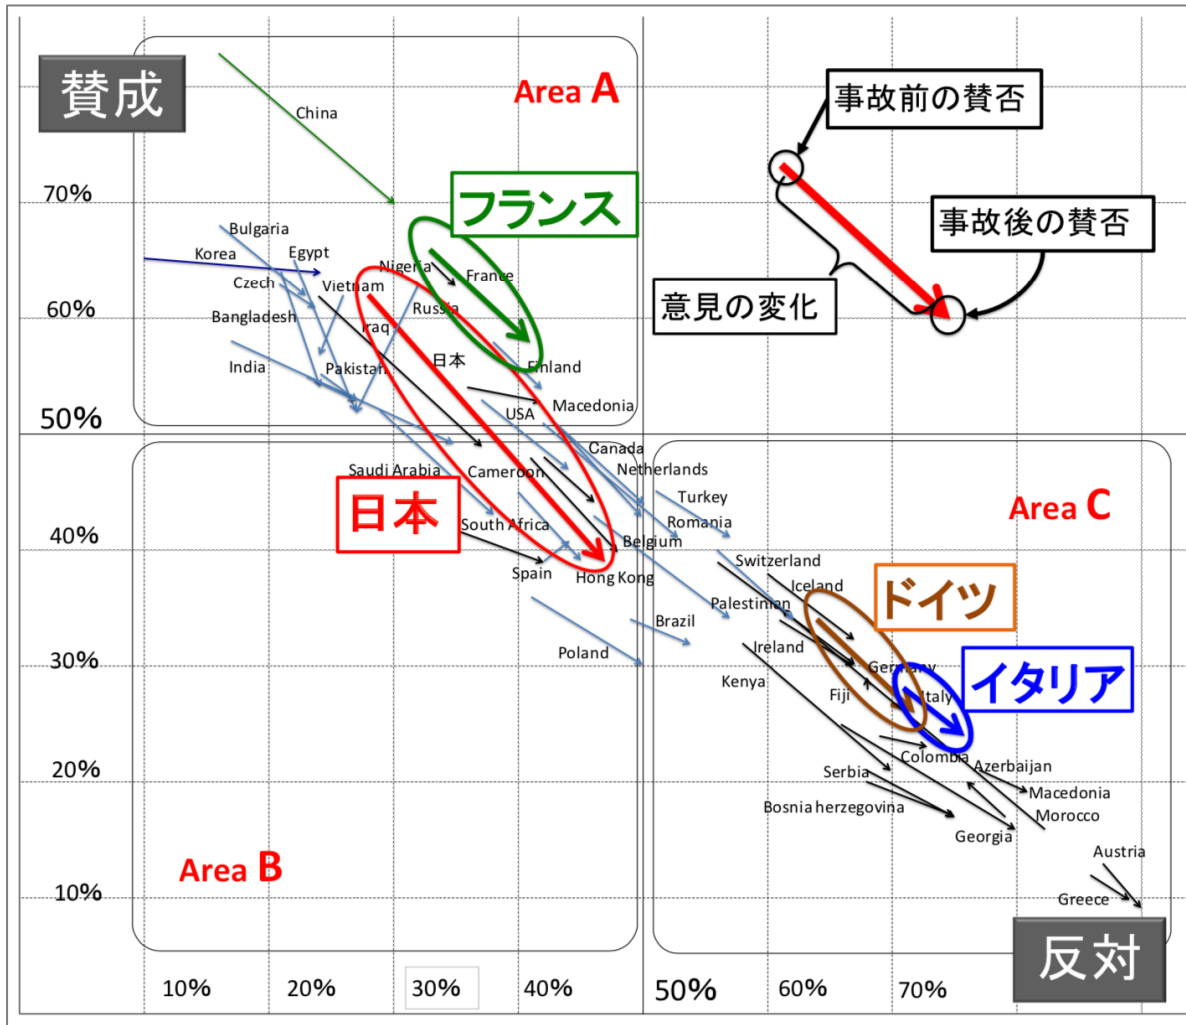 賛成
Area A
事故前の賛否
China
70%
フランス
事故後の賛否
Bulgaria
Korea
Egypt
Nigeria
France
Czech
Vietnam
意見の変化
60%
Bangladesh
Russia
Iraq
日本
India
Pakistan
Finland
50%
USA
Macedonia
Canada
Saudi Arabia
Cameroon
Netherlands
日本
Turkey
Area C
South Africa
Romania
40%
Belgium
Spain
Hong Kong
Switzerland
Iceland
ドイツ
Palestinian
Brazil
Poland
Ireland
30%
Germany
Kenya
Fiji
Italy
イタリア
Colombia
20%
Serbia
Azerbaijan
Macedonia
Bosnia herzegovina
Morocco
Georgia
Area B
Austria
10%
Greece
反対
10%
20%
30%
40%
50%
60%
70%